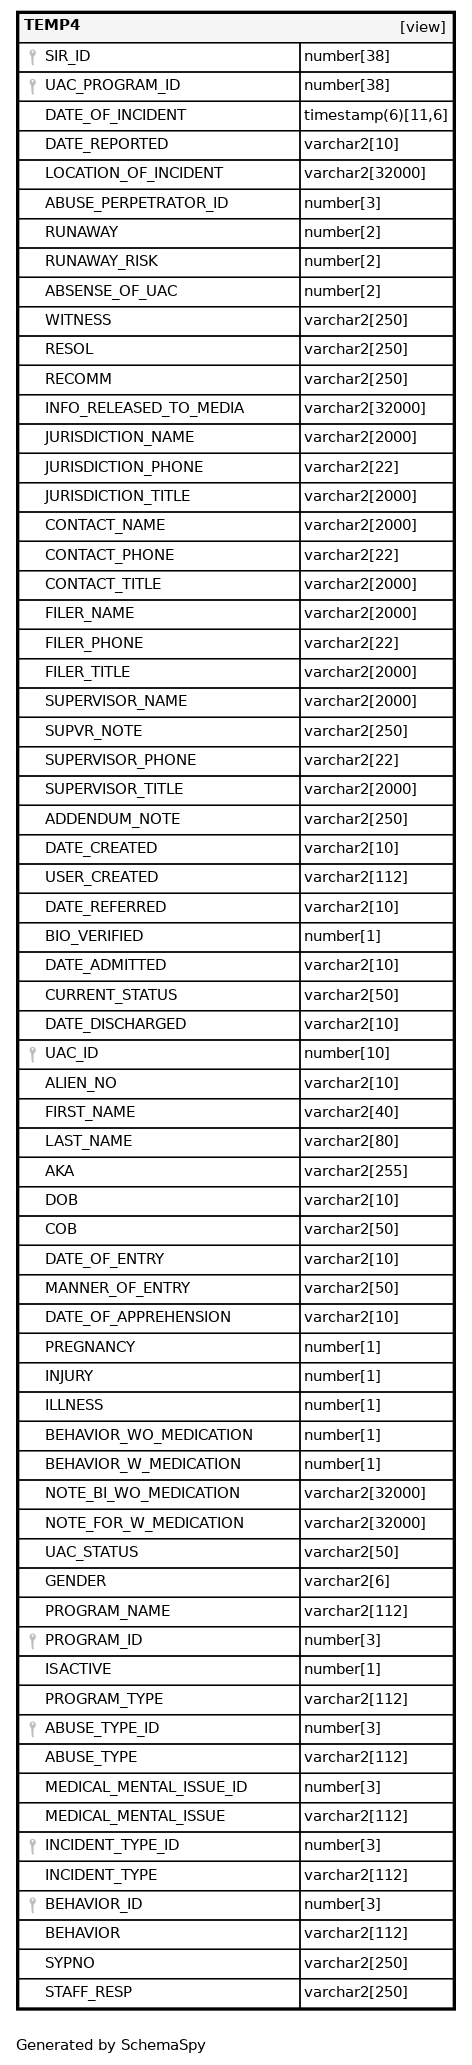 TEMP4 [view]
SIR_ID number[38]
UAC_PROGRAM_ID number[38]
DATE_OF_INCIDENT timestamp(6)[11,6]
DATE_REPORTED varchar2[10]
LOCATION_OF_INCIDENT varchar2[32000]
ABUSE_PERPETRATOR_ID number[3]
RUNAWAY number[2]
RUNAWAY_RISK number[2]
ABSENSE_OF_UAC number[2]
WITNESS varchar2[250]
RESOL varchar2[250]
RECOMM varchar2[250]
INFO_RELEASED_TO_MEDIA varchar2[32000]
JURISDICTION_NAME varchar2[2000]
JURISDICTION_PHONE varchar2[22]
JURISDICTION_TITLE varchar2[2000]
CONTACT_NAME varchar2[2000]
CONTACT_PHONE varchar2[22]
CONTACT_TITLE varchar2[2000]
FILER_NAME varchar2[2000]
FILER_PHONE varchar2[22]
FILER_TITLE varchar2[2000]
SUPERVISOR_NAME varchar2[2000]
SUPVR_NOTE varchar2[250]
SUPERVISOR_PHONE varchar2[22]
SUPERVISOR_TITLE varchar2[2000]
ADDENDUM_NOTE varchar2[250]
DATE_CREATED varchar2[10]
USER_CREATED varchar2[112]
DATE_REFERRED varchar2[10]
BIO_VERIFIED number[1]
DATE_ADMITTED varchar2[10]
CURRENT_STATUS varchar2[50]
DATE_DISCHARGED varchar2[10]
UAC_ID number[10]
ALIEN_NO varchar2[10]
FIRST_NAME varchar2[40]
LAST_NAME varchar2[80]
AKA varchar2[255]
DOB varchar2[10]
COB varchar2[50]
DATE_OF_ENTRY varchar2[10]
MANNER_OF_ENTRY varchar2[50]
DATE_OF_APPREHENSION varchar2[10]
PREGNANCY number[1]
INJURY number[1]
ILLNESS number[1]
BEHAVIOR_WO_MEDICATION number[1]
BEHAVIOR_W_MEDICATION number[1]
NOTE_BI_WO_MEDICATION varchar2[32000]
NOTE_FOR_W_MEDICATION varchar2[32000]
UAC_STATUS varchar2[50]
GENDER varchar2[6]
PROGRAM_NAME varchar2[112]
PROGRAM_ID number[3]
ISACTIVE number[1]
PROGRAM_TYPE varchar2[112]
ABUSE_TYPE_ID number[3]
ABUSE_TYPE varchar2[112]
MEDICAL_MENTAL_ISSUE_ID number[3]
MEDICAL_MENTAL_ISSUE varchar2[112]
INCIDENT_TYPE_ID number[3]
INCIDENT_TYPE varchar2[112]
BEHAVIOR_ID number[3]
BEHAVIOR varchar2[112]
SYPNO varchar2[250]
STAFF_RESP varchar2[250]
Generated by SchemaSpy